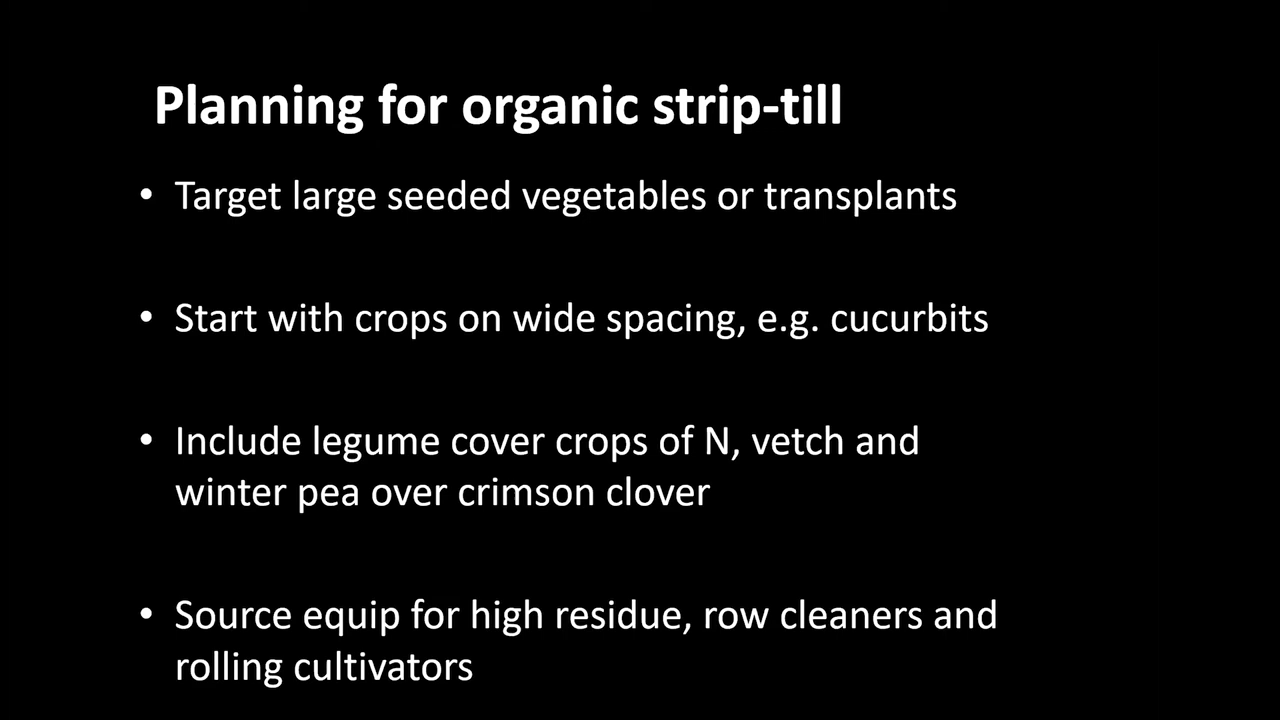 Planning for organic strip-till
• Target large seeded vegetables or transplants
• Start with crops on wide spacing, e.g. cucurbits
• Include legume cover crops of N, vetch and
winter pea over crimson clover
• Source equip for high residue, row cleaners and
rolling cultivators